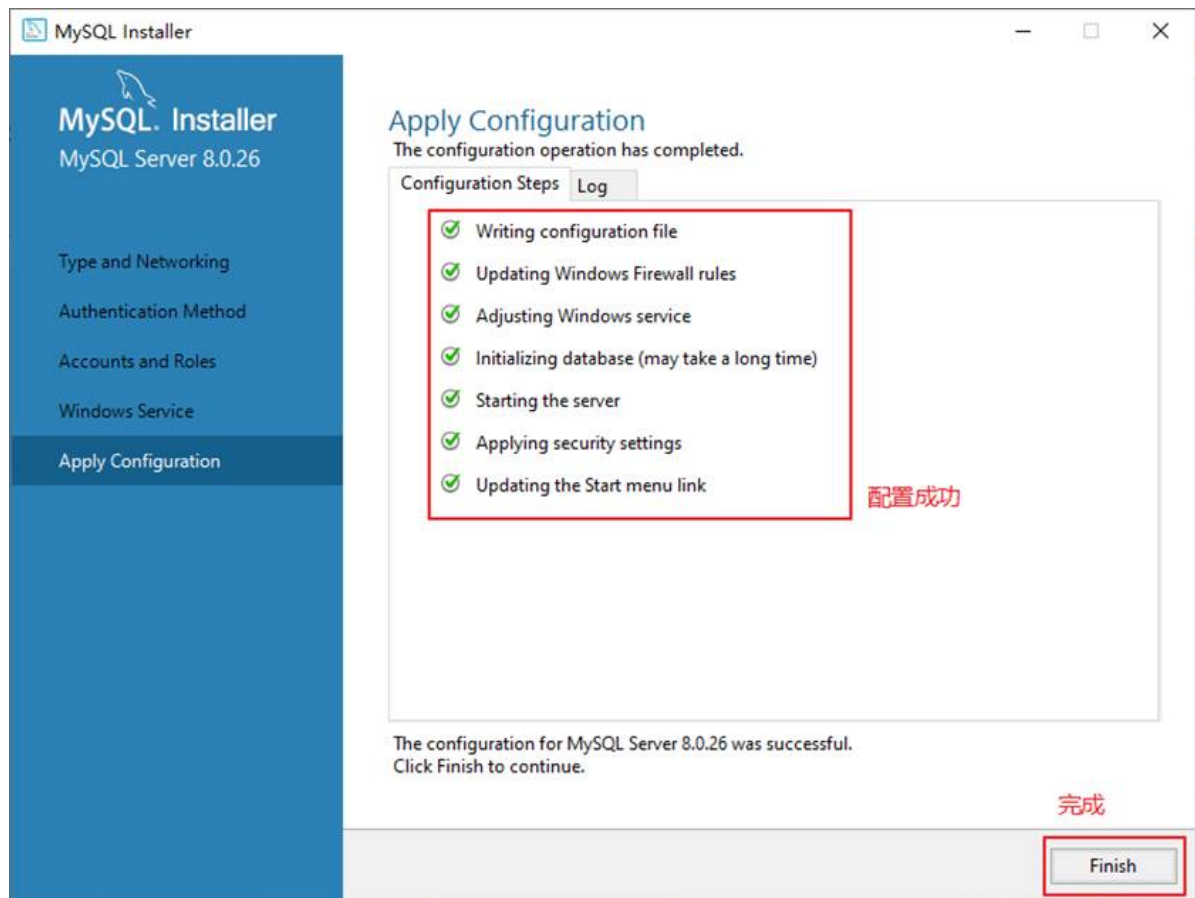 MySQL Installer
MySQL. Installer
MySQL Server 8.0.26
Type and Networking
Authentication Method
Accounts and Roles
Windows Service
Apply Configuration
Apply Configuration
The configuration operation has completed.
Configuration Steps Log
Writing configuration file
Updating Windows Firewall rules
Adjusting Windows service
Initializing database (may take a long time)
Starting the server
Applying security settings
Updating the Start menu link
配置成功
The configuration for MySQL Server 8.0.26 was successful.
Click Finish to continue.
完成
Finish